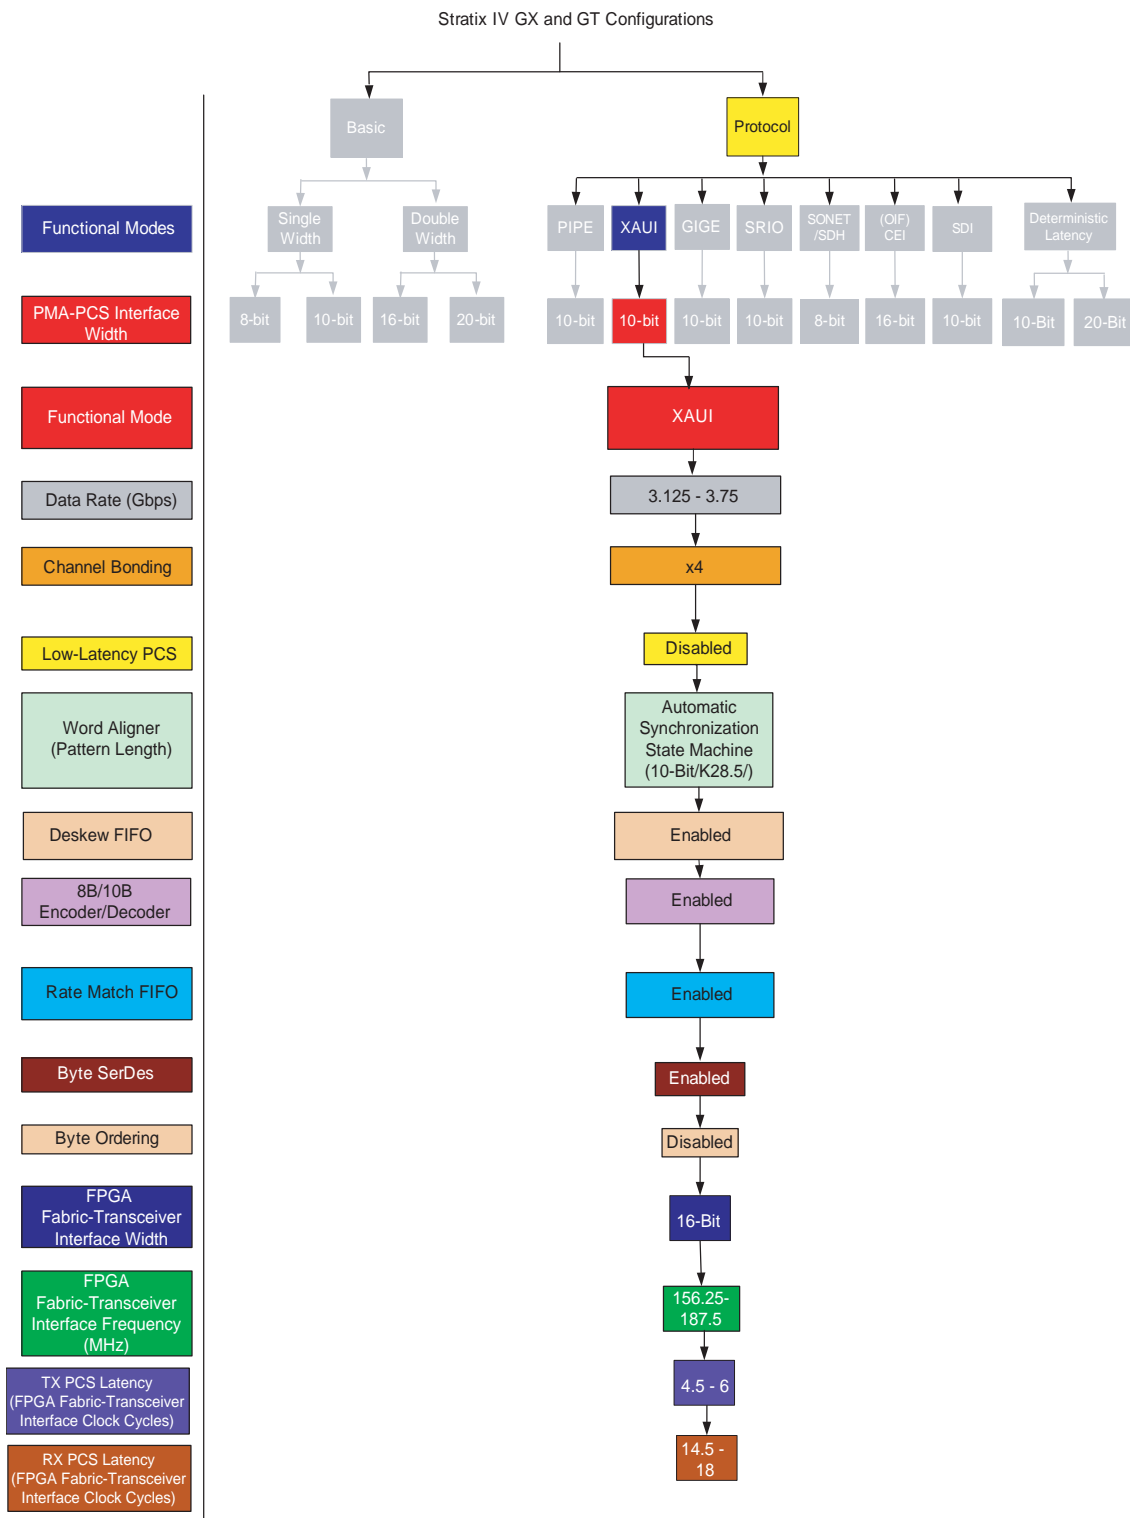 Stratix IV GX and GT Configurations
Basic
Protocol
Functional Modes
Single
Width
Double
Width
PIPE
XAUI
GIGE
SRIO
SONET
/SDH
(OIF)
CEI
SDI
Deterministic
Latency
PMA-PCS Interface
Width
8-bit
10-bit
16-bit
20-bit
10-bit
10-bit
10-bit
10-bit
8-bit
16-bit
10-bit
10-Bit
20-Bit
Functional Mode
XAUI
Data Rate (Gbps)
3.125 - 3.75
Channel Bonding
x4
Low-Latency PCS
Disabled
Word Aligner
(Pattern Length)
Automatic
Synchronization
State Machine
(10-Bit/K28.5/)
Deskew FIFO
Enabled
8B/10B
Encoder/Decoder
Enabled
Rate Match FIFO
Enabled
Byte SerDes
Enabled
Byte Ordering
Disabled
FPGA
Fabric-Transceiver
Interface Width
16-Bit
FPGA
Fabric-Transceiver
Interface Frequency
(MHz)
156.25-
187.5
TX PCS Latency
(FPGA Fabric-Transceiver
Interface Clock Cycles)
4.5 - 6
RX PCS Latency
(FPGA Fabric-Transceiver
Interface Clock Cycles)
14.5 -
18